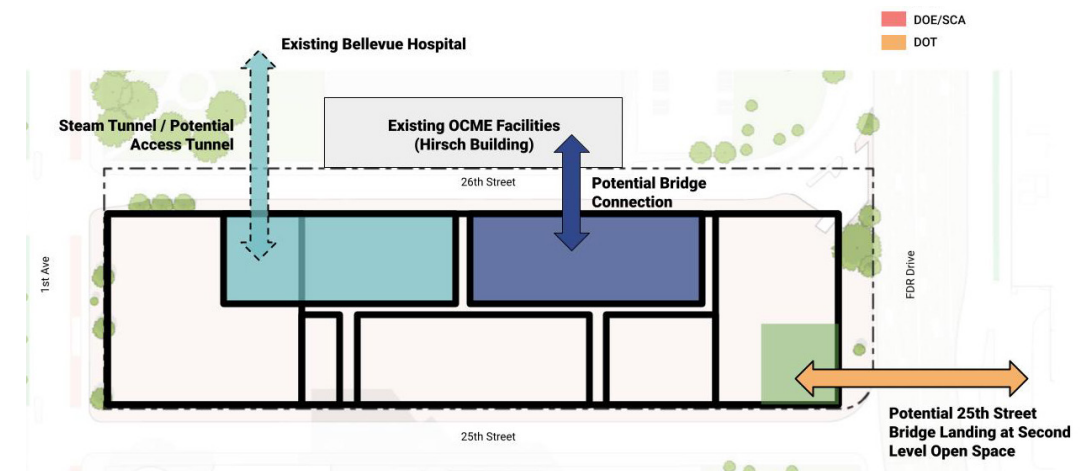 DOE/SCA
DOT
Existing Bellevue Hospital
Steam Tunnel / Potential
Access Tunnel
Existing OCME Facilities
(Hirsch Building)
26th Street
Potential Bridge
Connection
1st Ave
FDR Drive
Potential 25th Street
Bridge Landing at Second
Level Open Space
25th Street